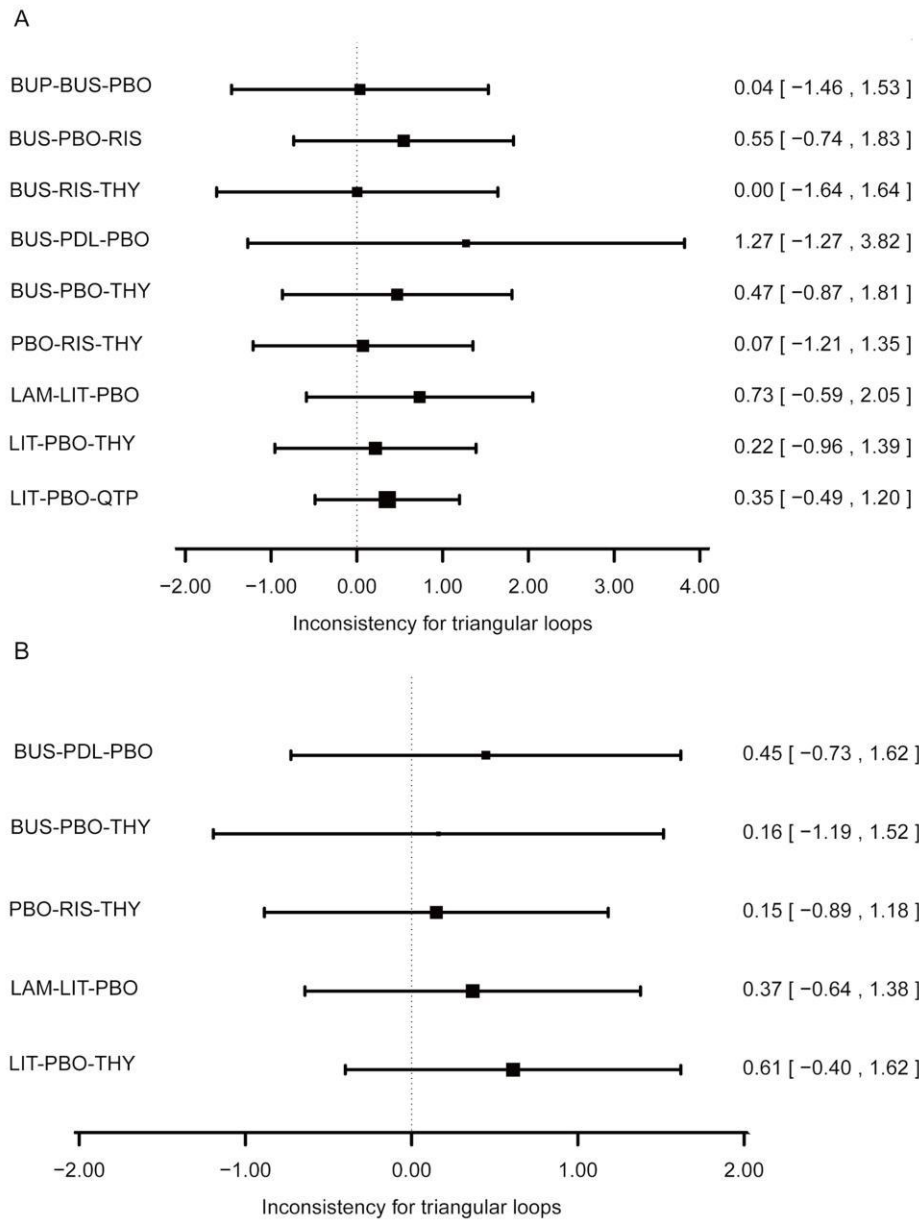 A
BUP-BUS-PBO 0.04 [ −1.46 , 1.53 ]
BUS-PBO-RIS 0.55 [ −0.74 , 1.83 ]
BUS-RIS-THY 0.00 [ −1.64 , 1.64 ]
BUS-PDL-PBO 1.27 [ −1.27 , 3.82 ]
BUS-PBO-THY 0.47 [ −0.87 , 1.81 ]
PBO-RIS-THY 0.07 [ −1.21 , 1.35 ]
LAM-LIT-PBO 0.73 [ −0.59 , 2.05 ]
LIT-PBO-THY 0.22 [ −0.96 , 1.39 ]
LIT-PBO-QTP 0.35 [ −0.49 , 1.20 ]
−2.00 −1.00 0.00 1.00 2.00 3.00 4.00
Inconsistency for triangular loops
B
BUS-PDL-PBO 0.45 [ −0.73 , 1.62 ]
BUS-PBO-THY 0.16 [ −1.19 , 1.52 ]
PBO-RIS-THY 0.15 [ −0.89 , 1.18 ]
LAM-LIT-PBO 0.37 [ −0.64 , 1.38 ]
LIT-PBO-THY 0.61 [ −0.40 , 1.62 ]
−2.00 −1.00 0.00 1.00 2.00
Inconsistency for triangular loops